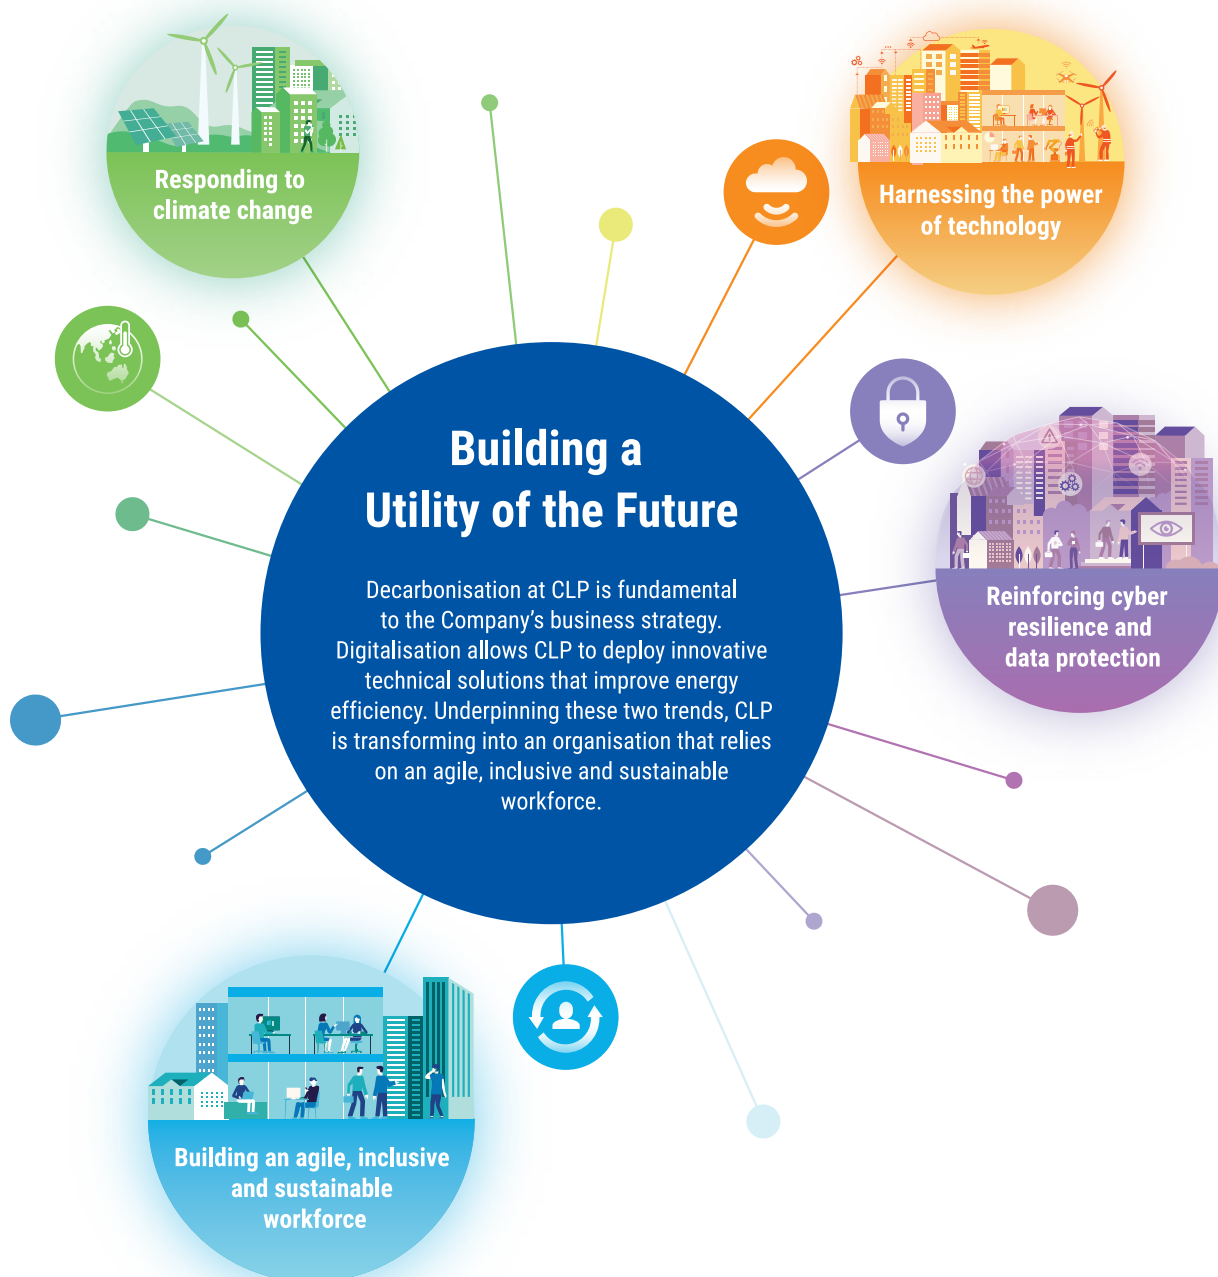 Responding to
climate change
Harnessing the power
of technology
Building a
Utility of the Future
Decarbonisation at CLP is fundamental
to the Company’s business strategy.
Digitalisation allows CLP to deploy innovative
technical solutions that improve energy
efficiency. Underpinning these two trends, CLP
is transforming into an organisation that relies
on an agile, inclusive and sustainable
workforce.
Reinforcing cyber
resilience and
data protection
Building an agile, inclusive
and sustainable
workforce